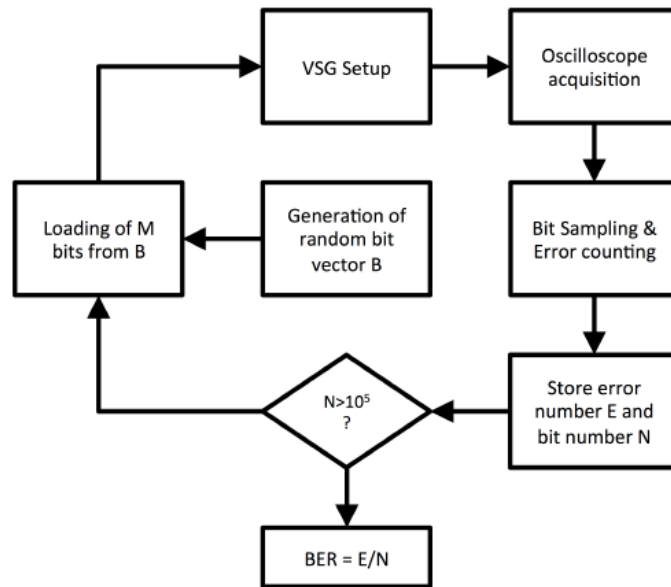 VSG Setup
Oscilloscope
acquisition
Loading of M
bits from B
Generation of
random bit
vector B
Bit Sampling &
Error counting
Store error
number E and
bit number N
N>10⁵
?
BER = E/N